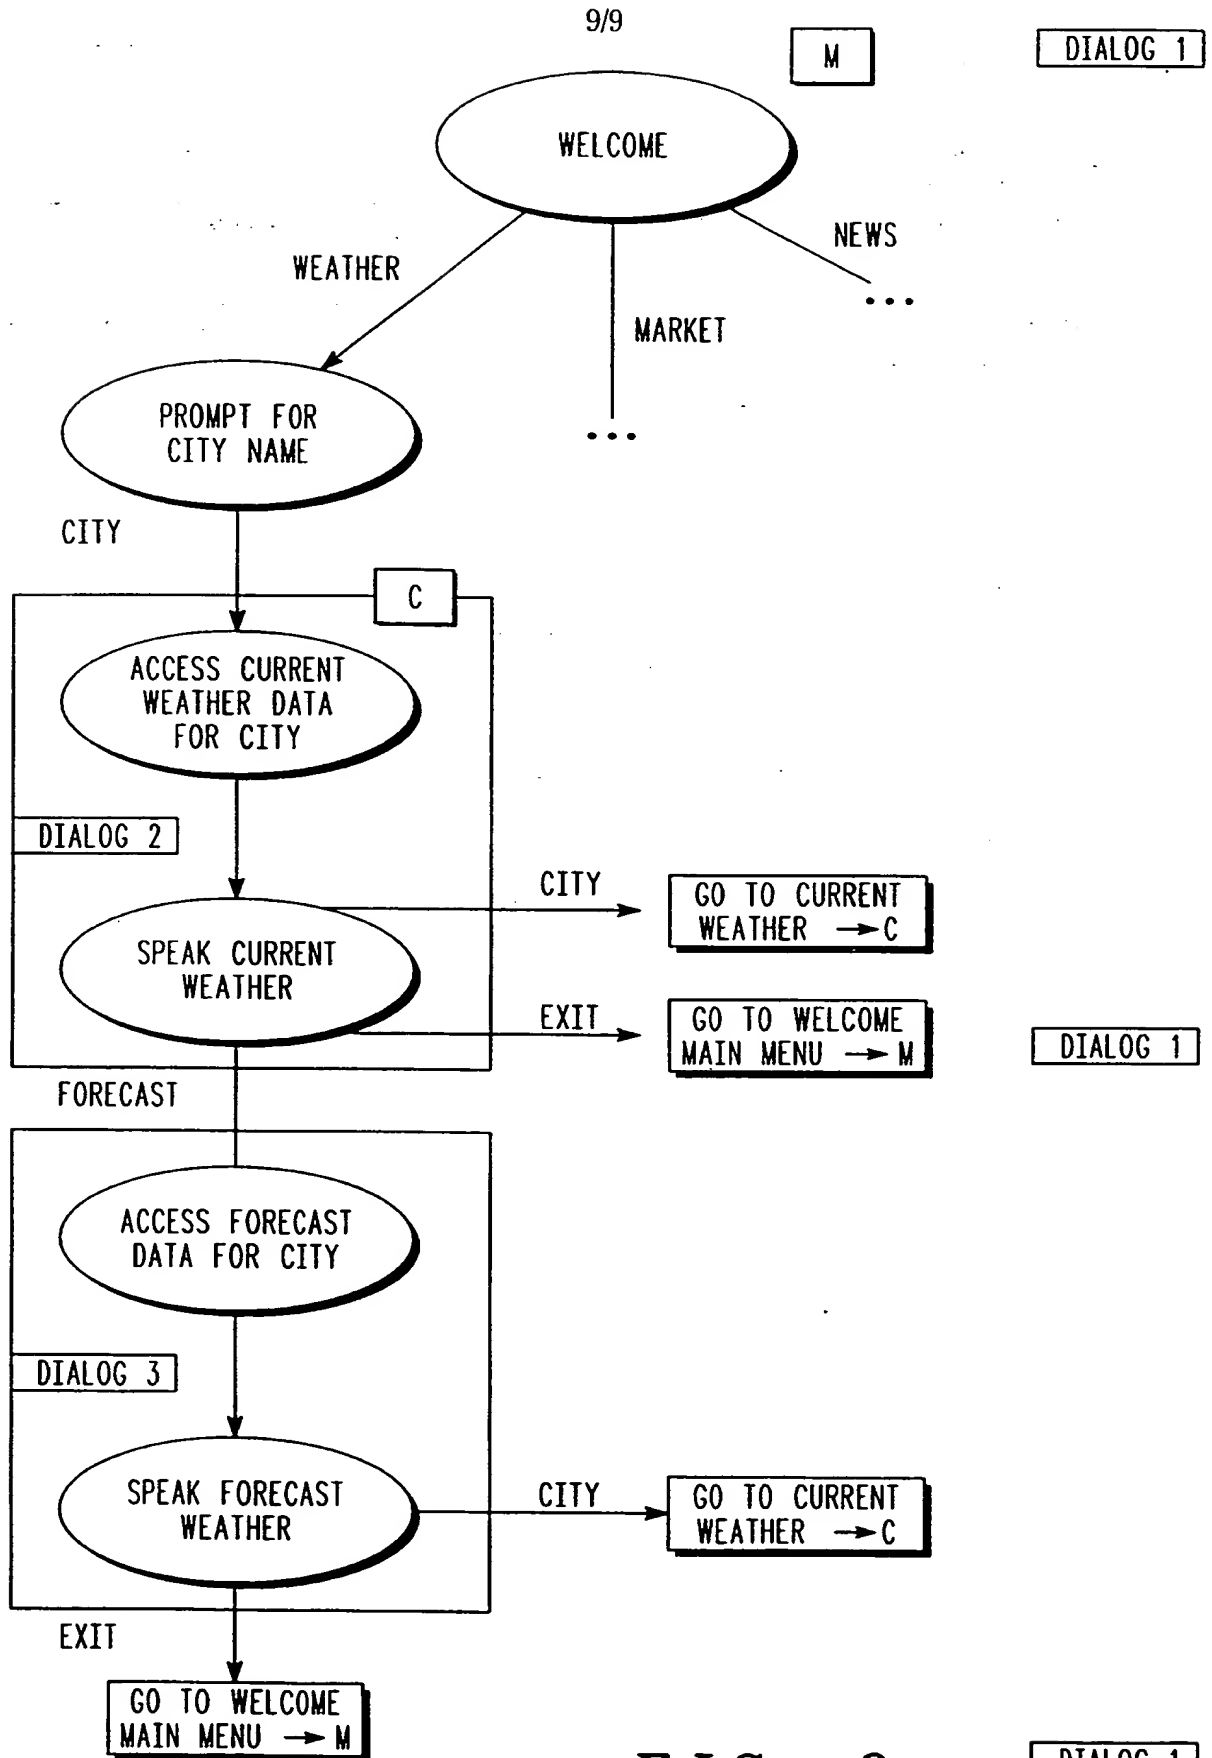 9/9
M
DIALOG 1
WELCOME
NEWS
WEATHER
MARKET
...
...
PROMPT FOR
CITY NAME
CITY
C
ACCESS CURRENT
WEATHER DATA
FOR CITY
DIALOG 2
CITY
GO TO CURRENT
WEATHER → C
SPEAK CURRENT
WEATHER
EXIT
GO TO WELCOME
MAIN MENU → M
DIALOG 1
FORECAST
ACCESS FORECAST
DATA FOR CITY
DIALOG 3
SPEAK FORECAST
WEATHER
CITY
GO TO CURRENT
WEATHER → C
EXIT
GO TO WELCOME
MAIN MENU → M
DIALOG 1